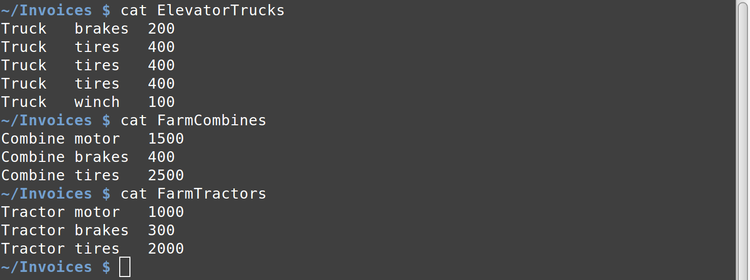 ~/Invoices $ cat ElevatorTrucks
Truck   brakes  200
Truck   tires   400
Truck   tires   400
Truck   tires   400
Truck   winch   100
~/Invoices $ cat FarmCombines
Combine motor   1500
Combine brakes  400
Combine tires   2500
~/Invoices $ cat FarmTractors
Tractor motor   1000
Tractor brakes  300
Tractor tires   2000
~/Invoices $